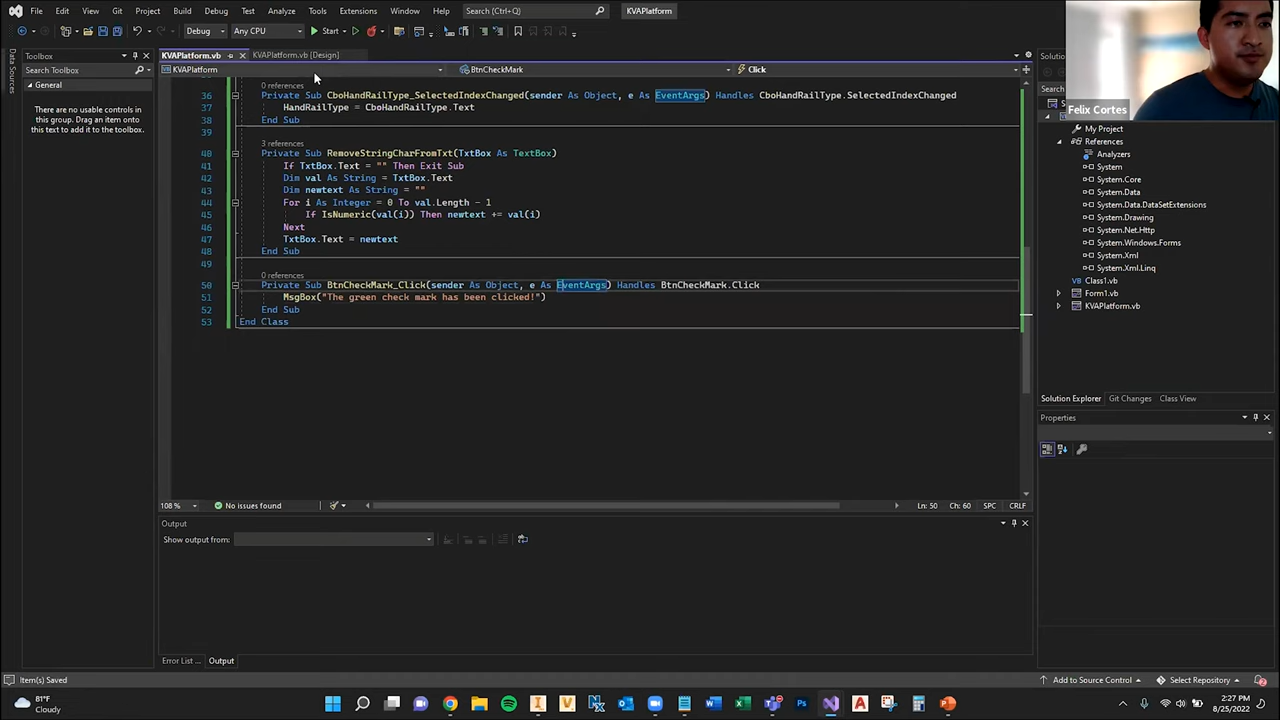 File Edit View Git Project Build Debug Test Analyze Tools Extensions Window Help Search (Ctrl+Q) KVAPlatform
Debug Any CPU Start
Data Sources
Toolbox
Search Toolbox
General
There are no usable controls in this group. Drag an item onto this text to add it to the toolbox.
KVAPlatform.vb KVAPlatform.vb [Design]
KVAPlatform BtnCheckMark Click
0 references
36 Private Sub CboHandRailType_SelectedIndexChanged(sender As Object, e As EventArgs) Handles CboHandRailType.SelectedIndexChanged
37 HandRailType = CboHandRailType.Text
38 End Sub
39
3 references
40 Private Sub RemoveStringCharFromTxt(TxtBox As TextBox)
41 If TxtBox.Text = "" Then Exit Sub
42 Dim val As String = TxtBox.Text
43 Dim newtext As String = ""
44 For i As Integer = 0 To val.Length - 1
45 If IsNumeric(val(i)) Then newtext += val(i)
46 Next
47 TxtBox.Text = newtext
48 End Sub
49
0 references
50 Private Sub BtnCheckMark_Click(sender As Object, e As EventArgs) Handles BtnCheckMark.Click
51 MsgBox("The green check mark has been clicked!")
52 End Sub
53 End Class
108 % No issues found Ln: 50 Ch: 60 SPC CRLF
Output
Show output from:
Error List ... Output
Felix Cortes
My Project
References
Analyzers
System
System.Core
System.Data
System.Data.DataSetExtensions
System.Drawing
System.Net.Http
System.Windows.Forms
System.Xml
System.Xml.Linq
Class1.vb
Form1.vb
KVAPlatform.vb
Solution Explorer Git Changes Class View
Properties
Item(s) Saved Add to Source Control Select Repository
81°F
Cloudy
2:27 PM
8/25/2022